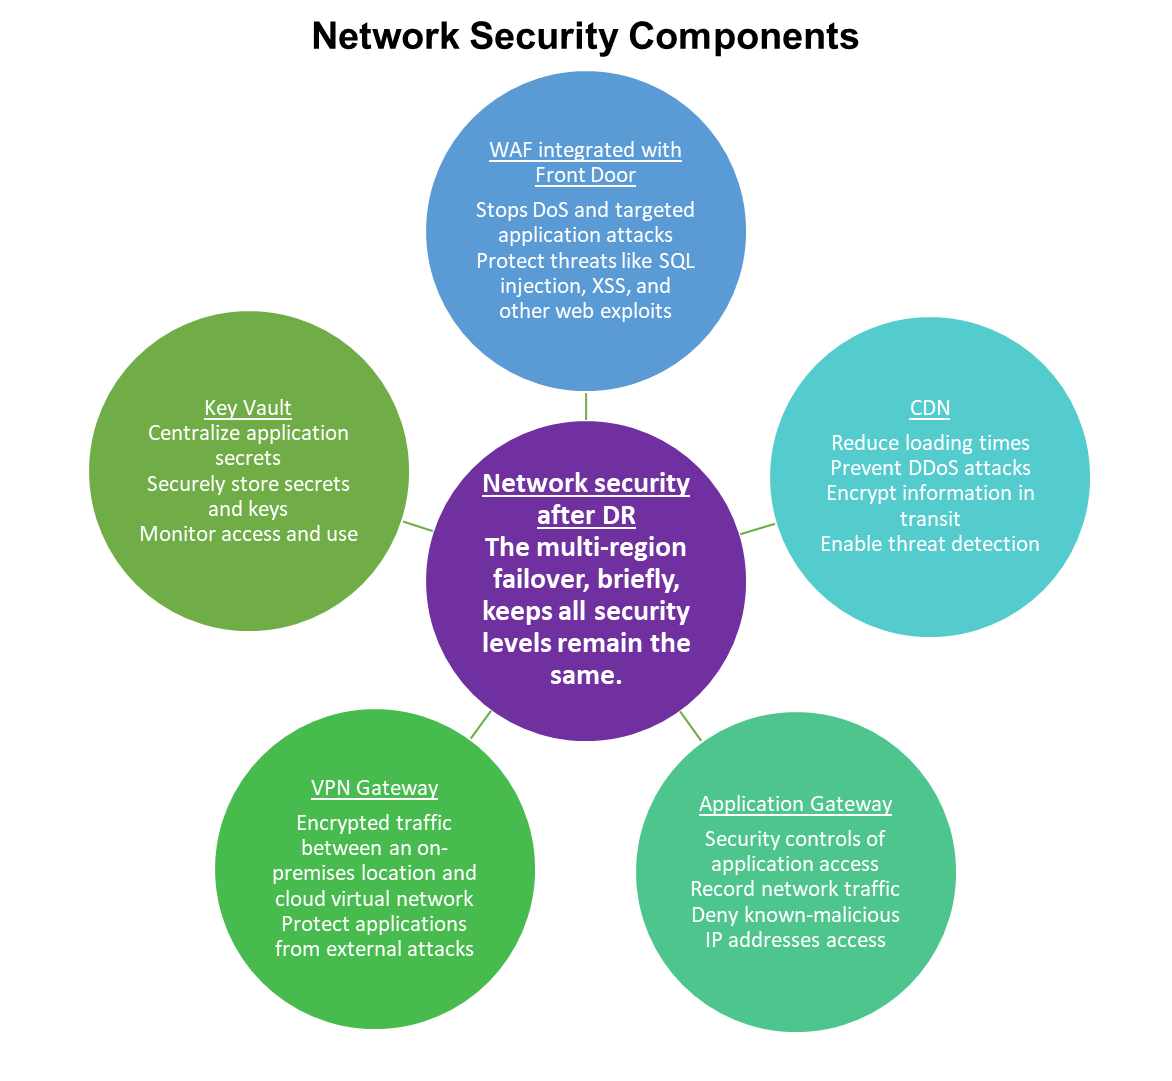 Network Security Components
WAF integrated with
Front Door
Stops DoS and targeted
application attacks
Protect threats like SQL
injection, XSS, and
other web exploits
Key Vault
Centralize application
secrets
Securely store secrets
and keys
Monitor access and use
CDN
Reduce loading times
Prevent DDoS attacks
Encrypt information in
transit
Enable threat detection
Network security
after DR
The multi-region
failover, briefly,
keeps all security
levels remain the
same.
VPN Gateway
Encrypted traffic
between an on-
premises location and
cloud virtual network
Protect applications
from external attacks
Application Gateway
Security controls of
application access
Record network traffic
Deny known-malicious
IP addresses access